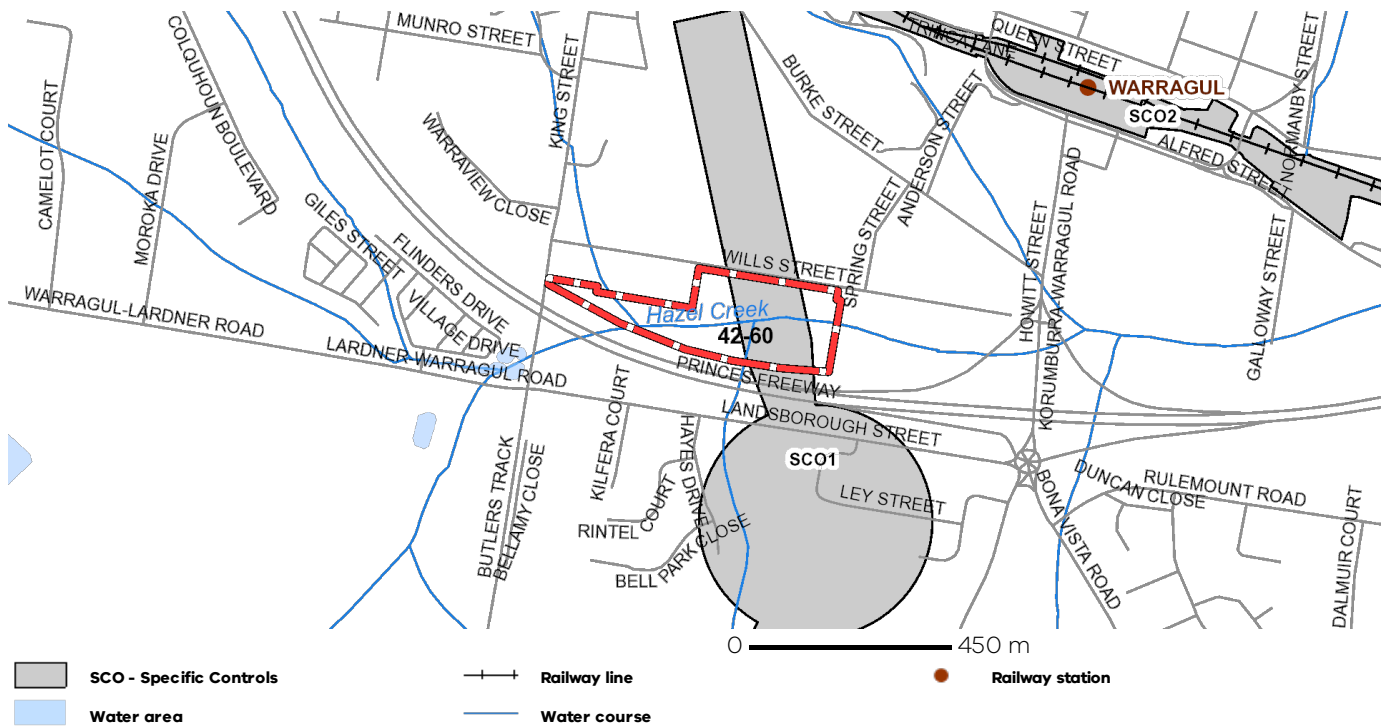 MUNRO STREET
QUEEN STREET
TRINCA LANE
COLQUHOUN BOULEVARD
KING STREET
BURKE STREET
WARRAGUL
SCO2
NORMANBY STREET
CAMELOT COURT
MOROKA DRIVE
WARRAVIEW CLOSE
ANDERSON STREET
ALFRED STREET
GILES STREET
FLINDERS DRIVE
VILLAGE DRIVE
WILLS STREET
SPRING STREET
HOWITT STREET
KORUMBURRA-WARRAGUL ROAD
GALLOWAY STREET
WARRAGUL-LARDNER ROAD
Hazel Creek
42-60
LARDNER-WARRAGUL ROAD
PRINCES FREEWAY
LANDSBOROUGH STREET
SCO1
KILFERA COURT
HAYES DRIVE
BUTLERS TRACK
BELLAMY CLOSE
RINTEL COURT
BELL PARK CLOSE
LEY STREET
BONA VISTA ROAD
DUNCAN CLOSE
RULEMOUNT ROAD
DALMUIR COURT
0 450 m
SCO - Specific Controls
Railway line
Railway station
Water area
Water course